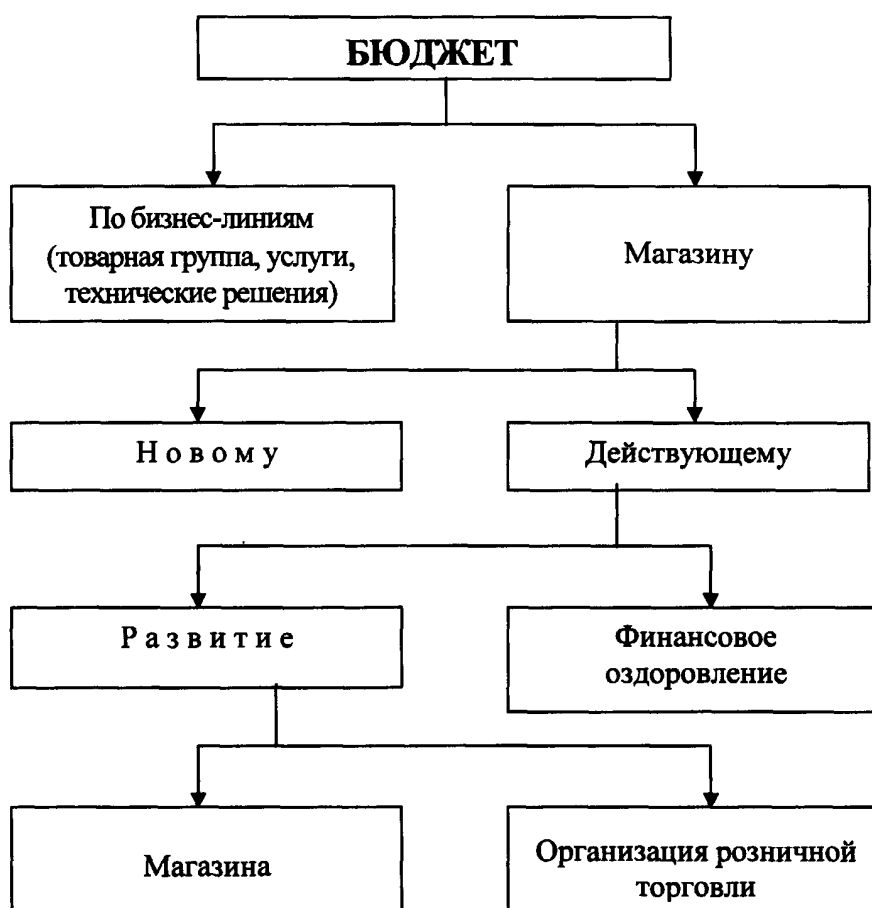 БЮДЖЕТ
По бизнес-линиям
(товарная группа, услуги,
технические решения)
Магазину
Н о в о м у
Действующему
Р а з в и т и е
Финансовое
оздоровление
Магазина
Организация розничной
торговли